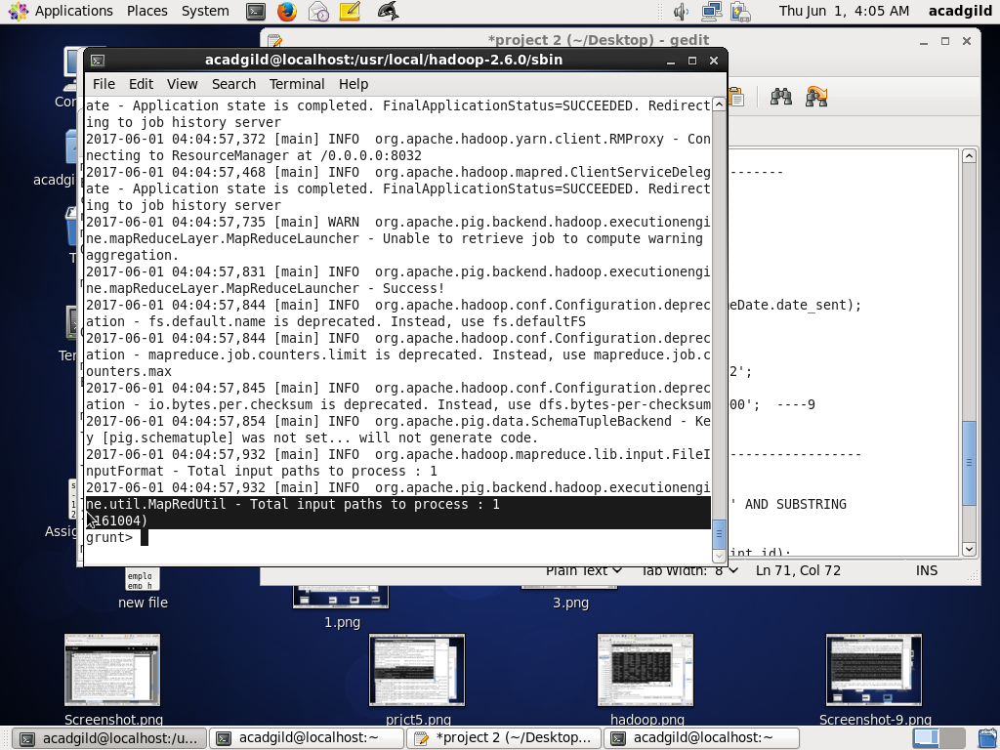 Applications Places System
Thu Jun 1, 4:05 AM acadgild
*project 2 (~/Desktop) - gedit
acadgild@localhost:/usr/local/hadoop-2.6.0/sbin
File Edit View Search Terminal Help
ate - Application state is completed. FinalApplicationStatus=SUCCEEDED. Redirect
ing to job history server
2017-06-01 04:04:57,372 [main] INFO org.apache.hadoop.yarn.client.RMProxy - Con
necting to ResourceManager at /0.0.0.0:8032
2017-06-01 04:04:57,468 [main] INFO org.apache.hadoop.mapred.ClientServiceDeleg
ate - Application state is completed. FinalApplicationStatus=SUCCEEDED. Redirect
ing to job history server
2017-06-01 04:04:57,735 [main] WARN org.apache.pig.backend.hadoop.executionengi
ne.mapReduceLayer.MapReduceLauncher - Unable to retrieve job to compute warning
aggregation.
2017-06-01 04:04:57,831 [main] INFO org.apache.pig.backend.hadoop.executionengi
ne.mapReduceLayer.MapReduceLauncher - Success!
2017-06-01 04:04:57,844 [main] INFO org.apache.hadoop.conf.Configuration.deprec
ation - fs.default.name is deprecated. Instead, use fs.defaultFS
2017-06-01 04:04:57,844 [main] INFO org.apache.hadoop.conf.Configuration.deprec
ation - mapreduce.job.counters.limit is deprecated. Instead, use mapreduce.job.c
ounters.max
2017-06-01 04:04:57,845 [main] INFO org.apache.hadoop.conf.Configuration.deprec
ation - io.bytes.per.checksum is deprecated. Instead, use dfs.bytes-per-checksum
2017-06-01 04:04:57,854 [main] INFO org.apache.pig.data.SchemaTupleBackend - Ke
y [pig.schematuple] was not set... will not generate code.
2017-06-01 04:04:57,932 [main] INFO org.apache.hadoop.mapreduce.lib.input.FileI
nputFormat - Total input paths to process : 1
2017-06-01 04:04:57,932 [main] INFO org.apache.pig.backend.hadoop.executionengi
ne.util.MapRedUtil - Total input paths to process : 1
161004)
grunt>
-------
eDate.date_sent);
2';
00'; ----9
-----------------
' AND SUBSTRING
int_id);
Plain Text Tab Width: 8 Ln 71, Col 72 INS
Con
acadg
T
Ter
Assig
new file
1.png
3.png
Screenshot.png
prjct5.png
hadoop.png
Screenshot-9.png
acadgild@localhost:/u...
acadgild@localhost:~
*project 2 (~/Desktop...
acadgild@localhost:~